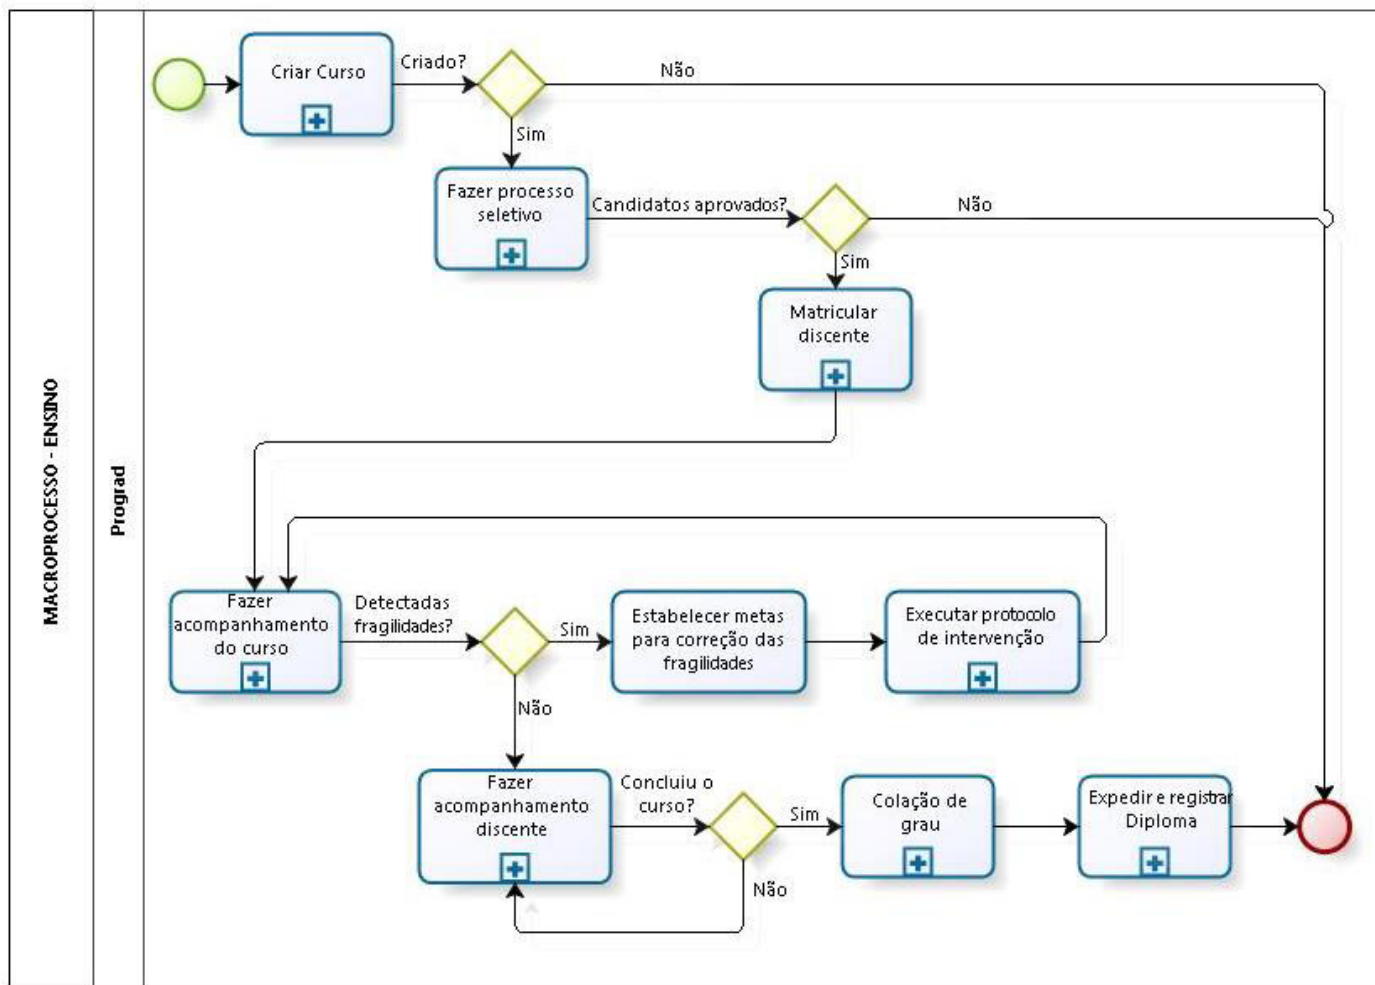 MACROPROCESSO - ENSINO
Prograd
Criar Curso
Criado?
Não
Sim
Fazer processo
seletivo
Candidatos aprovados?
Não
Sim
Matricular
discente
Fazer
acompanhamento
do curso
Detectadas
fragilidades?
Sim
Estabelecer metas
para correção das
fragilidades
Executar protocolo
de intervenção
Não
Fazer
acompanhamento
discente
Concluiu o
curso?
Sim
Não
Colação de
grau
Expedir e registrar
Diploma